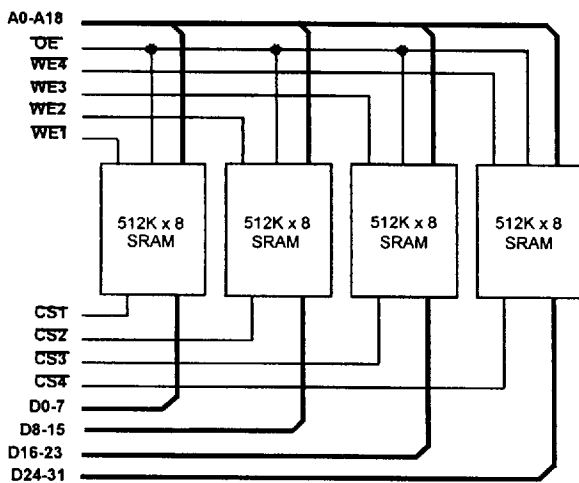 A0-A18
OE
WE4
WE3
WE2
WE1
512K x 8
SRAM
512K x 8
SRAM
512K x 8
SRAM
512K x 8
SRAM
CS1
CS2
CS3
CS4
D0-7
D8-15
D16-23
D24-31